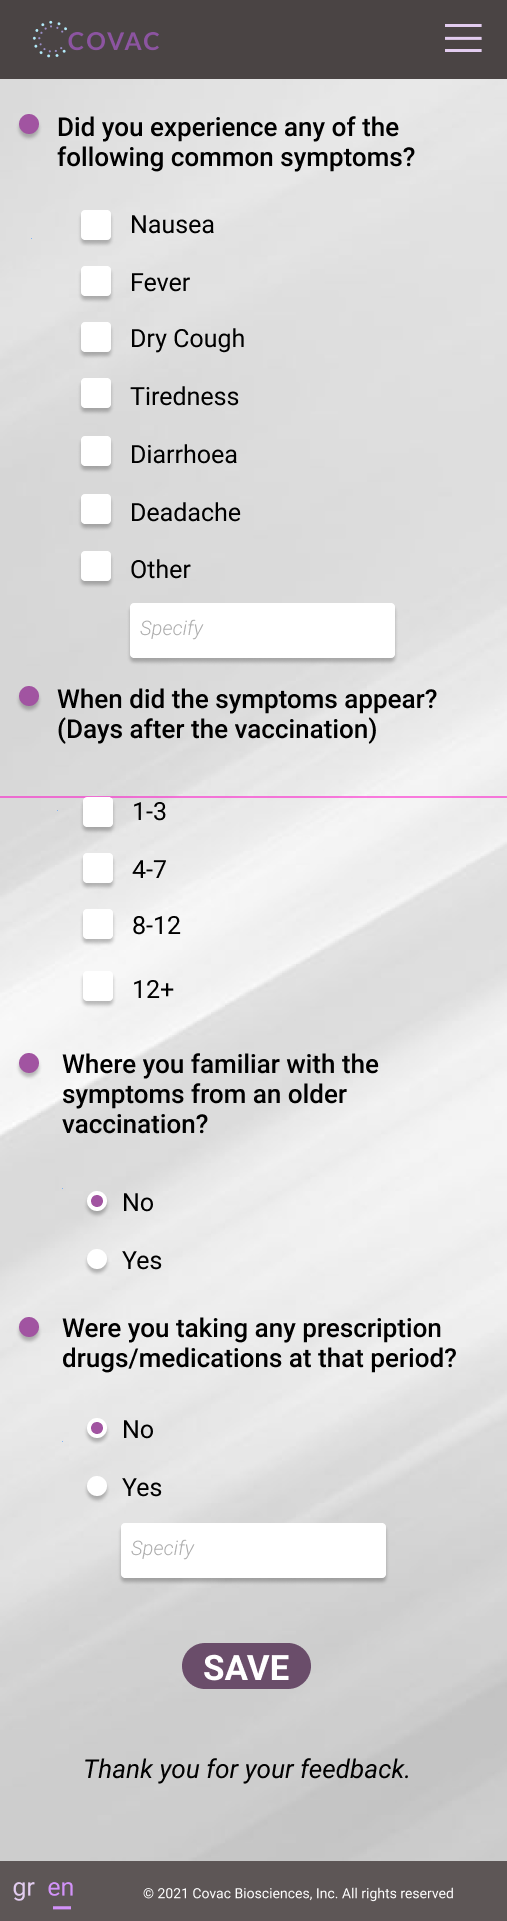 COVAC
Did you experience any of the
following common symptoms?
Nausea
Fever
Dry Cough
Tiredness
Diarrhoea
Deadache
Other
Specify
When did the symptoms appear?
(Days after the vaccination)
1-3
4-7
8-12
12+
Where you familiar with the
symptoms from an older
vaccination?
No
Yes
Were you taking any prescription
drugs/medications at that period?
No
Yes
Specify
SAVE
Thank you for your feedback.
gr en © 2021 Covac Biosciences, Inc. All rights reserved